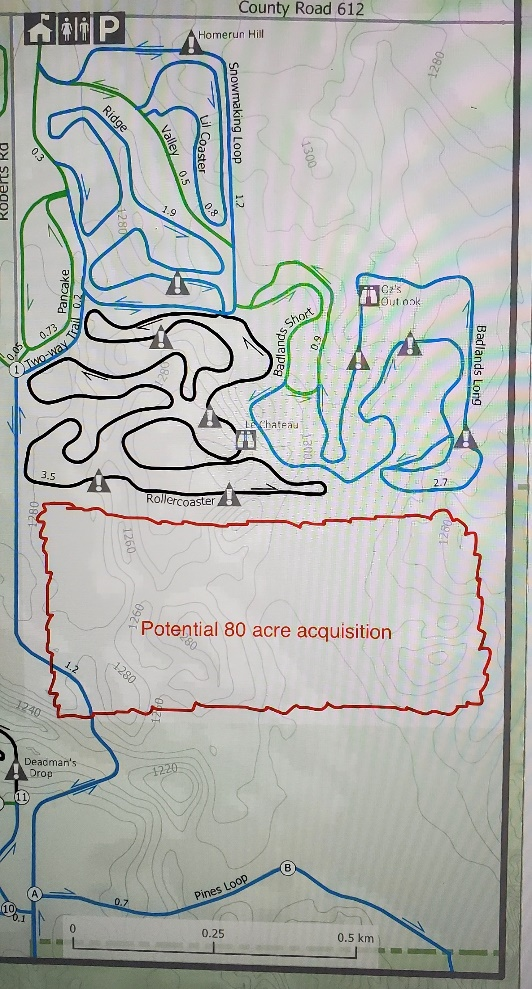 County Road 612
P
Homerun Hill
1280
Snowmaking Loop
Ridge
Valley
Lil Coaster
Roberts Rd
0.3
0.5
1300
1.9
0.8
1.2
1280
Pancake
0.2
Oz's
Outlook
0.73
Two-way Trail
0.05
1
Badlands Short
0.9
Badlands Long
1280
Le Chateau
1300
3.5
2.7
Rollercoaster
1280
1260
1260
1260
Potential 80 acre acquisition
1280
1.2
1280
1240
1240
Deadman's
Drop
1220
11
B
Pines Loop
A
0.7
10
0.1
0
0.25
0.5 km